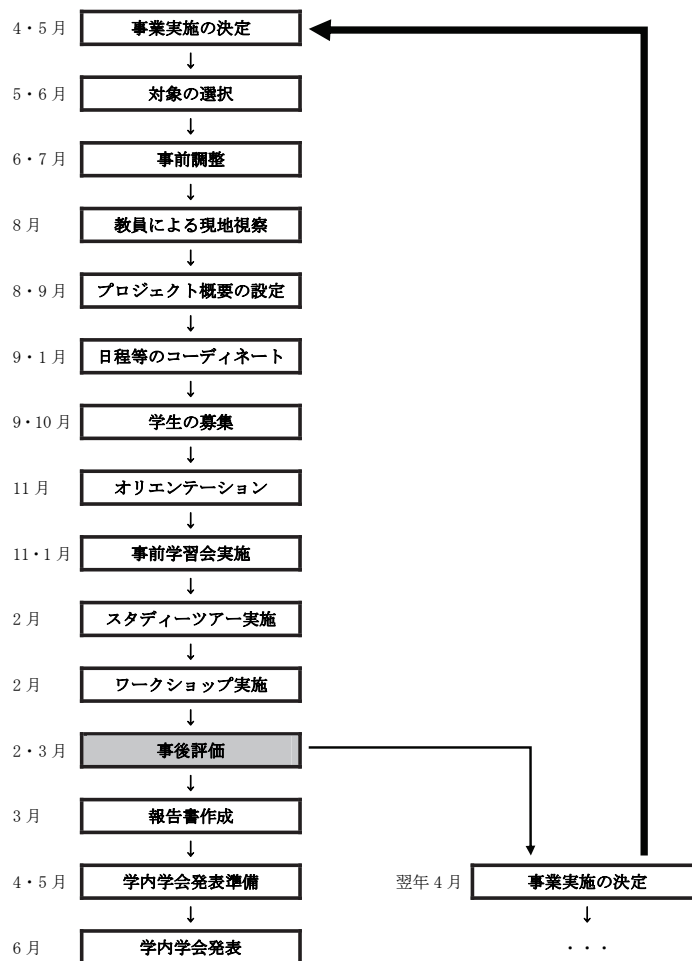 4・5月 事業実施の決定
↓
5・6月 対象の選択
↓
6・7月 事前調整
↓
8月 教員による現地視察
↓
8・9月 プロジェクト概要の設定
↓
9・1月 日程等のコーディネート
↓
9・10月 学生の募集
↓
11月 オリエンテーション
↓
11・1月 事前学習会実施
↓
2月 スタディーツアー実施
↓
2月 ワークショップ実施
↓
2・3月 事後評価
↓
3月 報告書作成
↓
4・5月 学内学会発表準備 翌年4月 事業実施の決定
↓ ↓
6月 学内学会発表 ・・・